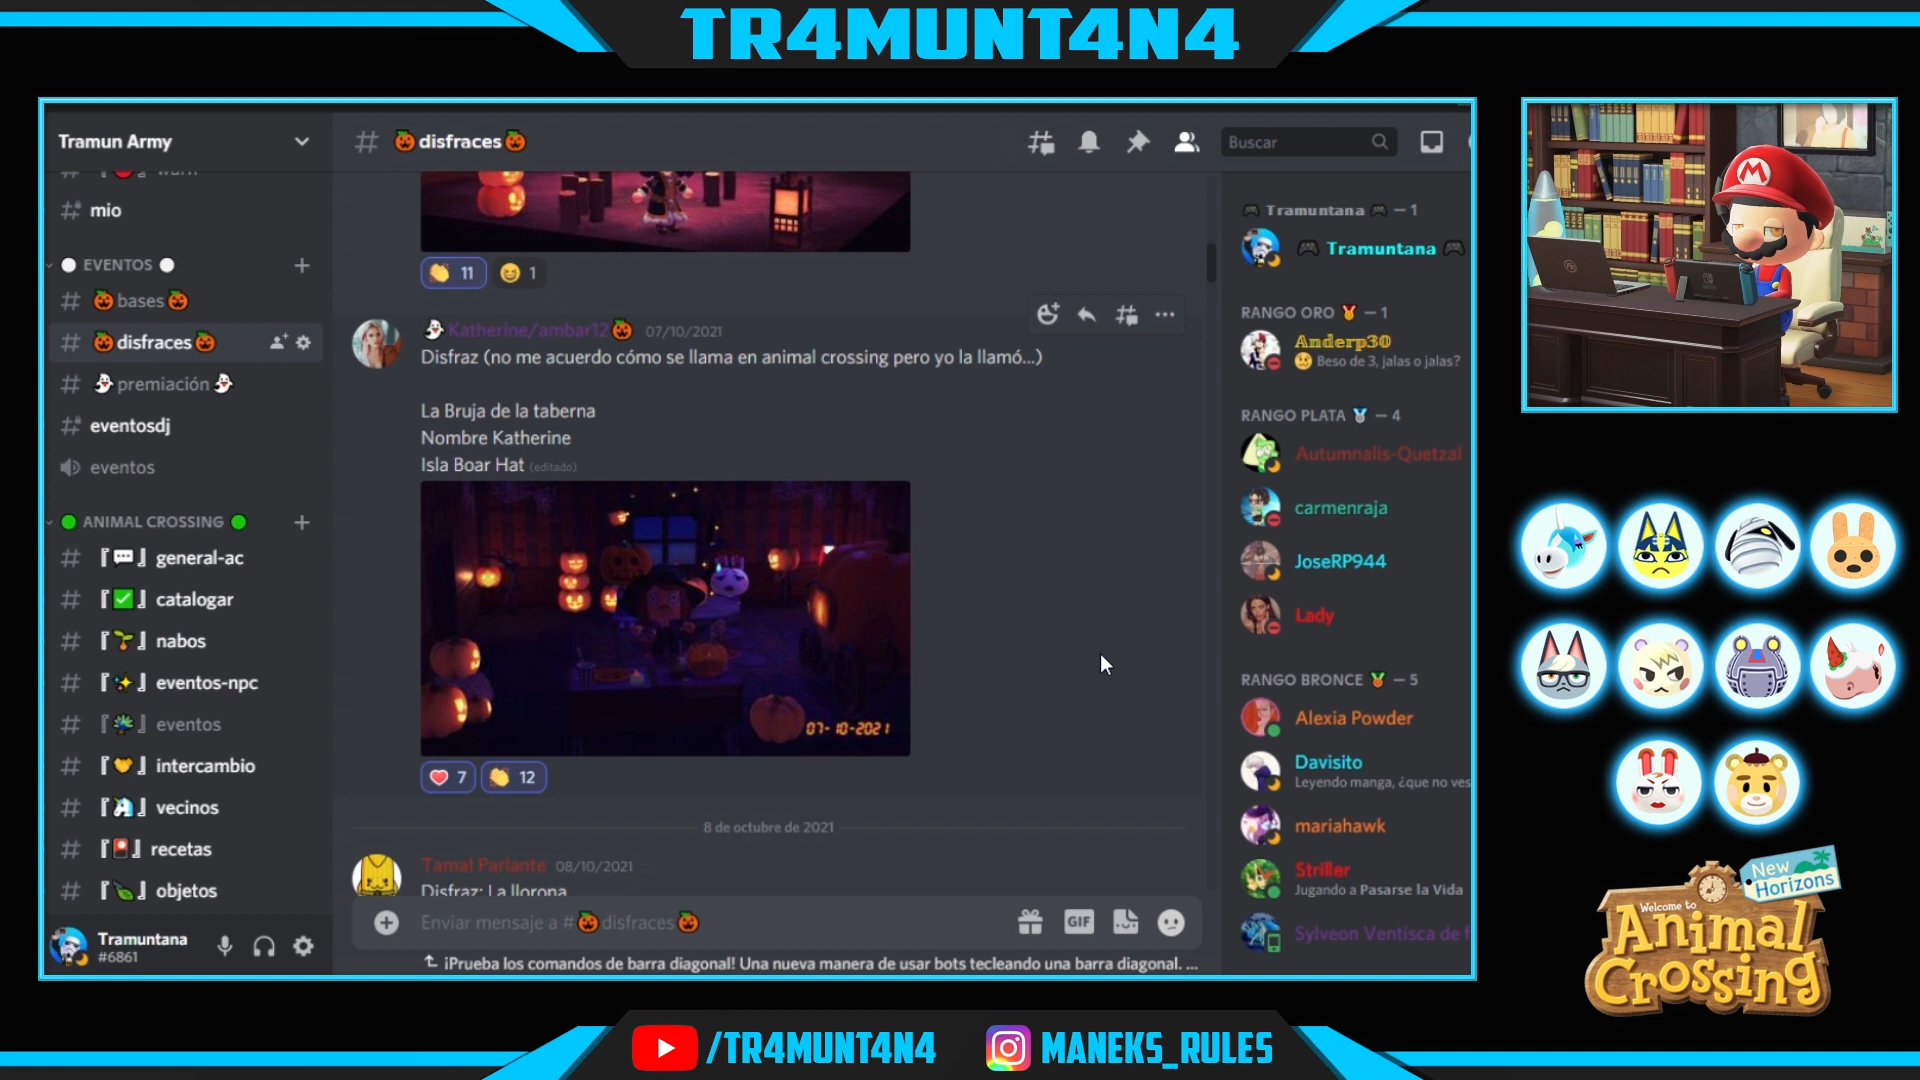 TR4MUNT4N4
Tramun Army
mio
EVENTOS
bases
disfraces
premiación
eventosdj
eventos
ANIMAL CROSSING
『💬』general-ac
『✅』catalogar
『🌱』nabos
『✨』eventos-npc
『🦚』eventos
『🤝』intercambio
『🦄』vecinos
『🎴』recetas
『🍃』objetos
Tramuntana
#6861
# 🎃disfraces🎃
Buscar
11
1
Katherine/ambar12 07/10/2021
Disfraz (no me acuerdo cómo se llama en animal crossing pero yo la llamó...)
La Bruja de la taberna
Nombre Katherine
Isla Boar Hat (editado)
07-10-2021
7
12
8 de octubre de 2021
Tamal Parlante 08/10/2021
Disfraz: La llorona
Enviar mensaje a #🎃disfraces🎃
GIF
¡Prueba los comandos de barra diagonal! Una nueva manera de usar bots tecleando una barra diagonal. ...
Tramuntana — 1
Tramuntana
RANGO ORO — 1
Anderp30
Beso de 3, jalas o jalas?
RANGO PLATA — 4
Autumnalis-Quetzal
carmenraja
JoseRP944
Lady
RANGO BRONCE — 5
Alexia Powder
Davisito
Leyendo manga, ¿que no ves
mariahawk
Striller
Jugando a Pasarse la Vida
Sylveon Ventisca de f
M
Welcome to
Animal
Crossing
New
Horizons
/TR4MUNT4N4
MANEKS_RULES